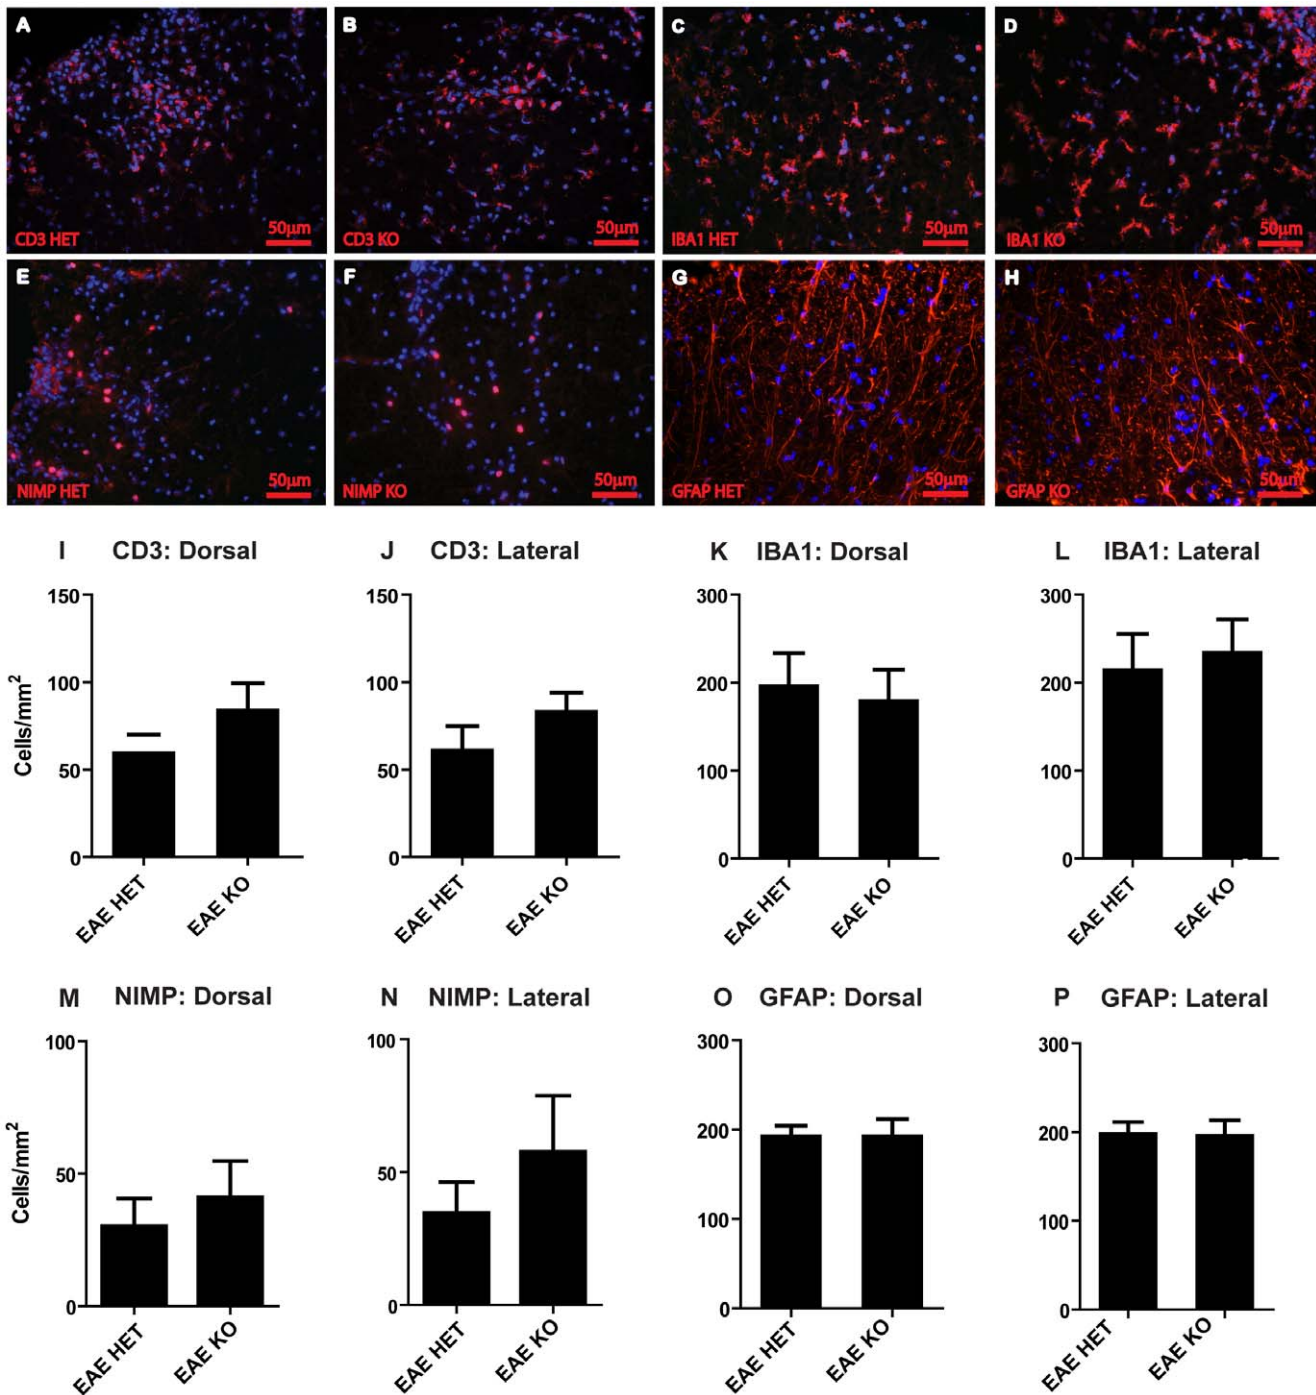 A
B
C
D
CD3 HET
50µm
CD3 KO
50µm
IBA1 HET
50µm
IBA1 KO
50µm
E
F
G
H
NIMP HET
50µm
NIMP KO
50µm
GFAP HET
50µm
GFAP KO
50µm
I CD3: Dorsal
J CD3: Lateral
K IBA1: Dorsal
L IBA1: Lateral
Cells/mm²
150
100
50
0
EAE HET
EAE KO
150
100
50
0
EAE HET
EAE KO
300
200
100
0
EAE HET
EAE KO
300
200
100
0
EAE HET
EAE KO
M NIMP: Dorsal
N NIMP: Lateral
O GFAP: Dorsal
P GFAP: Lateral
Cells/mm²
100
50
0
EAE HET
EAE KO
100
50
0
EAE HET
EAE KO
300
200
100
0
EAE HET
EAE KO
300
200
100
0
EAE HET
EAE KO